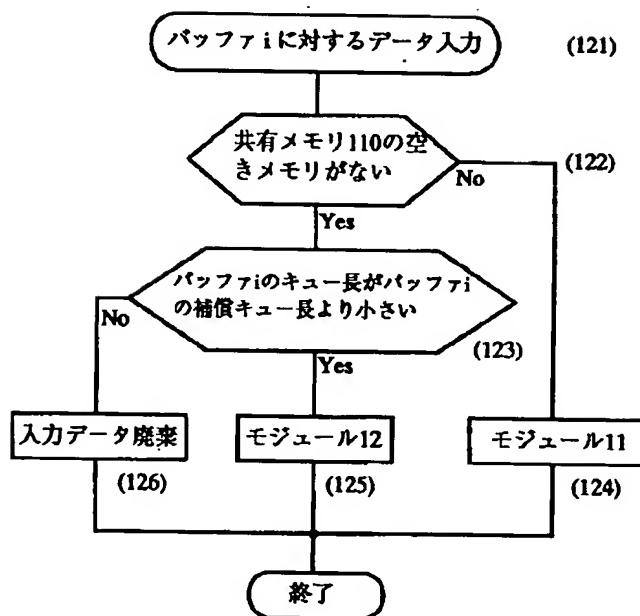 バッファiに対するデータ入力
(121)
共有メモリ110の空
きメモリがない
No
(122)
Yes
バッファiのキュー長がバッファi
の補償キュー長より小さい
No
(123)
Yes
入力データ廃棄
モジュール12
モジュール11
(126)
(125)
(124)
終了